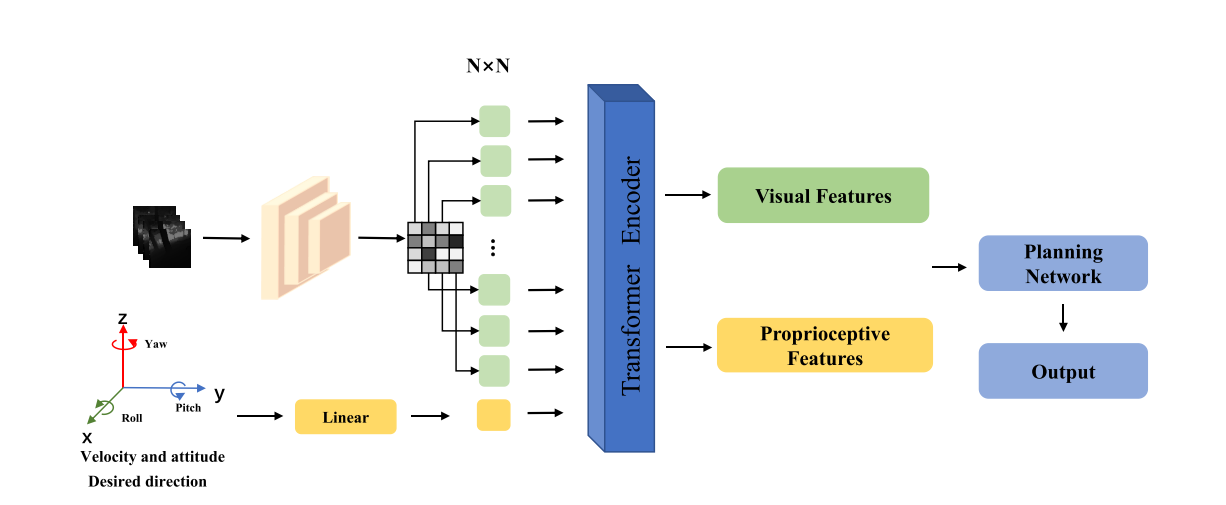 N×N
Transformer Encoder
Visual Features
Planning
Network
Proprioceptive
Features
Output
z
Yaw
y
Pitch
Roll
x
Linear
Velocity and attitude
Desired direction